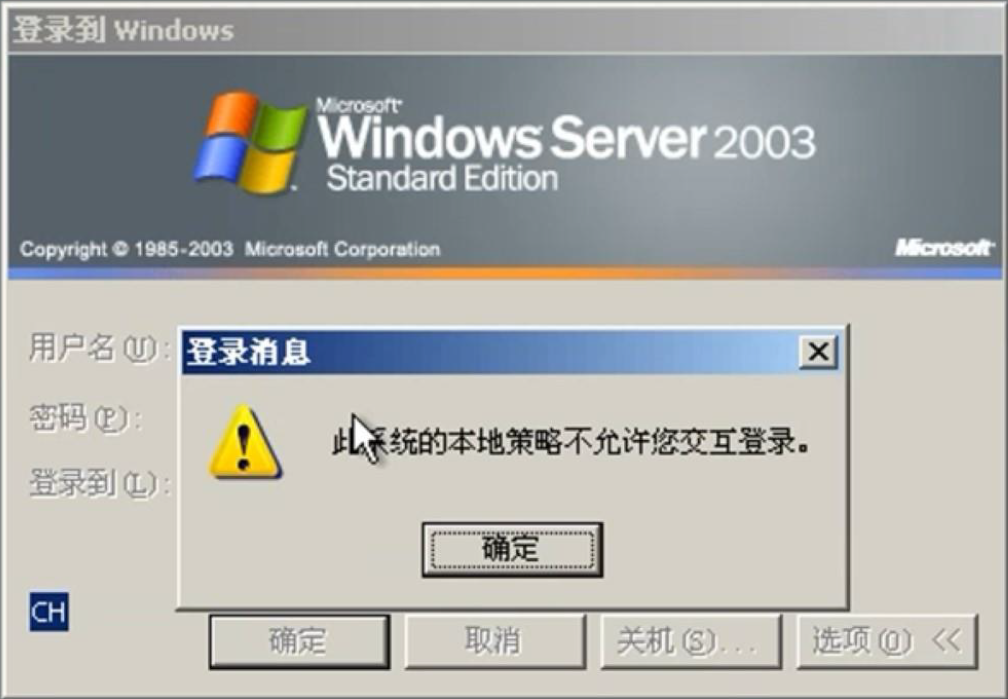 登录到 Windows
Microsoft
Windows Server 2003
Standard Edition
Copyright © 1985-2003 Microsoft Corporation
Microsoft
用户名(U):
登录消息
密码(P):
此系统的本地策略不允许您交互登录。
登录到(L):
确定
CH
确定
取消
关机(S)...
选项(O) <<